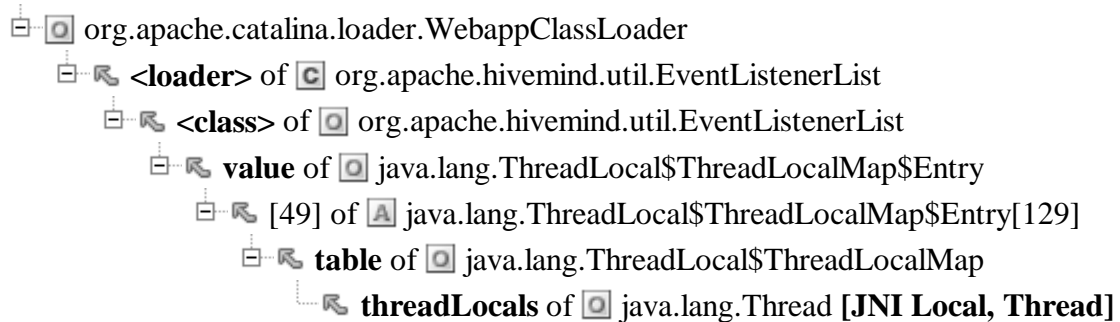 O org.apache.catalina.loader.WebappClassLoader
<loader> of C org.apache.hivemind.util.EventListenerList
<class> of O org.apache.hivemind.util.EventListenerList
value of O java.lang.ThreadLocal$ThreadLocalMap$Entry
[49] of A java.lang.ThreadLocal$ThreadLocalMap$Entry[129]
table of O java.lang.ThreadLocal$ThreadLocalMap
threadLocals of O java.lang.Thread [JNI Local, Thread]